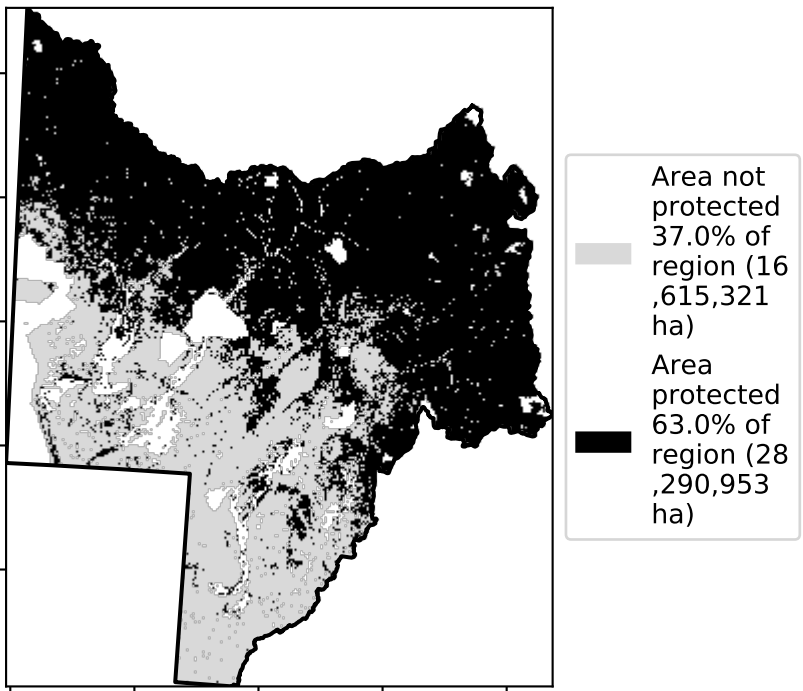 Area not
protected
37.0% of
region (16
,615,321
ha)
Area
protected
63.0% of
region (28
,290,953
ha)